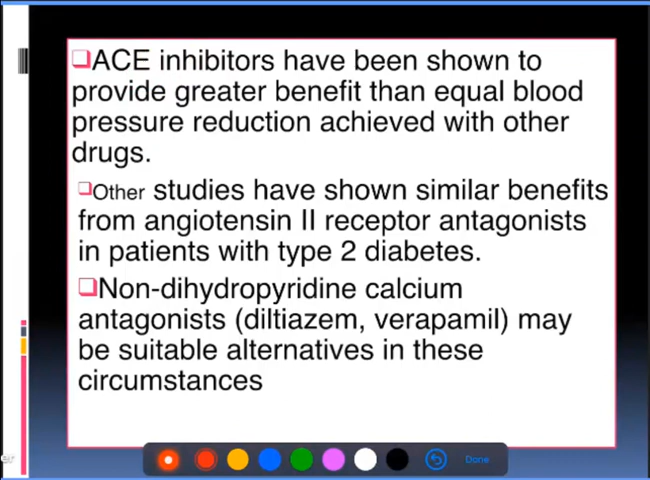 ❑ACE inhibitors have been shown to
provide greater benefit than equal blood
pressure reduction achieved with other
drugs.
❑Other studies have shown similar benefits
from angiotensin II receptor antagonists
in patients with type 2 diabetes.
❑Non-dihydropyridine calcium
antagonists (diltiazem, verapamil) may
be suitable alternatives in these
circumstances
Done